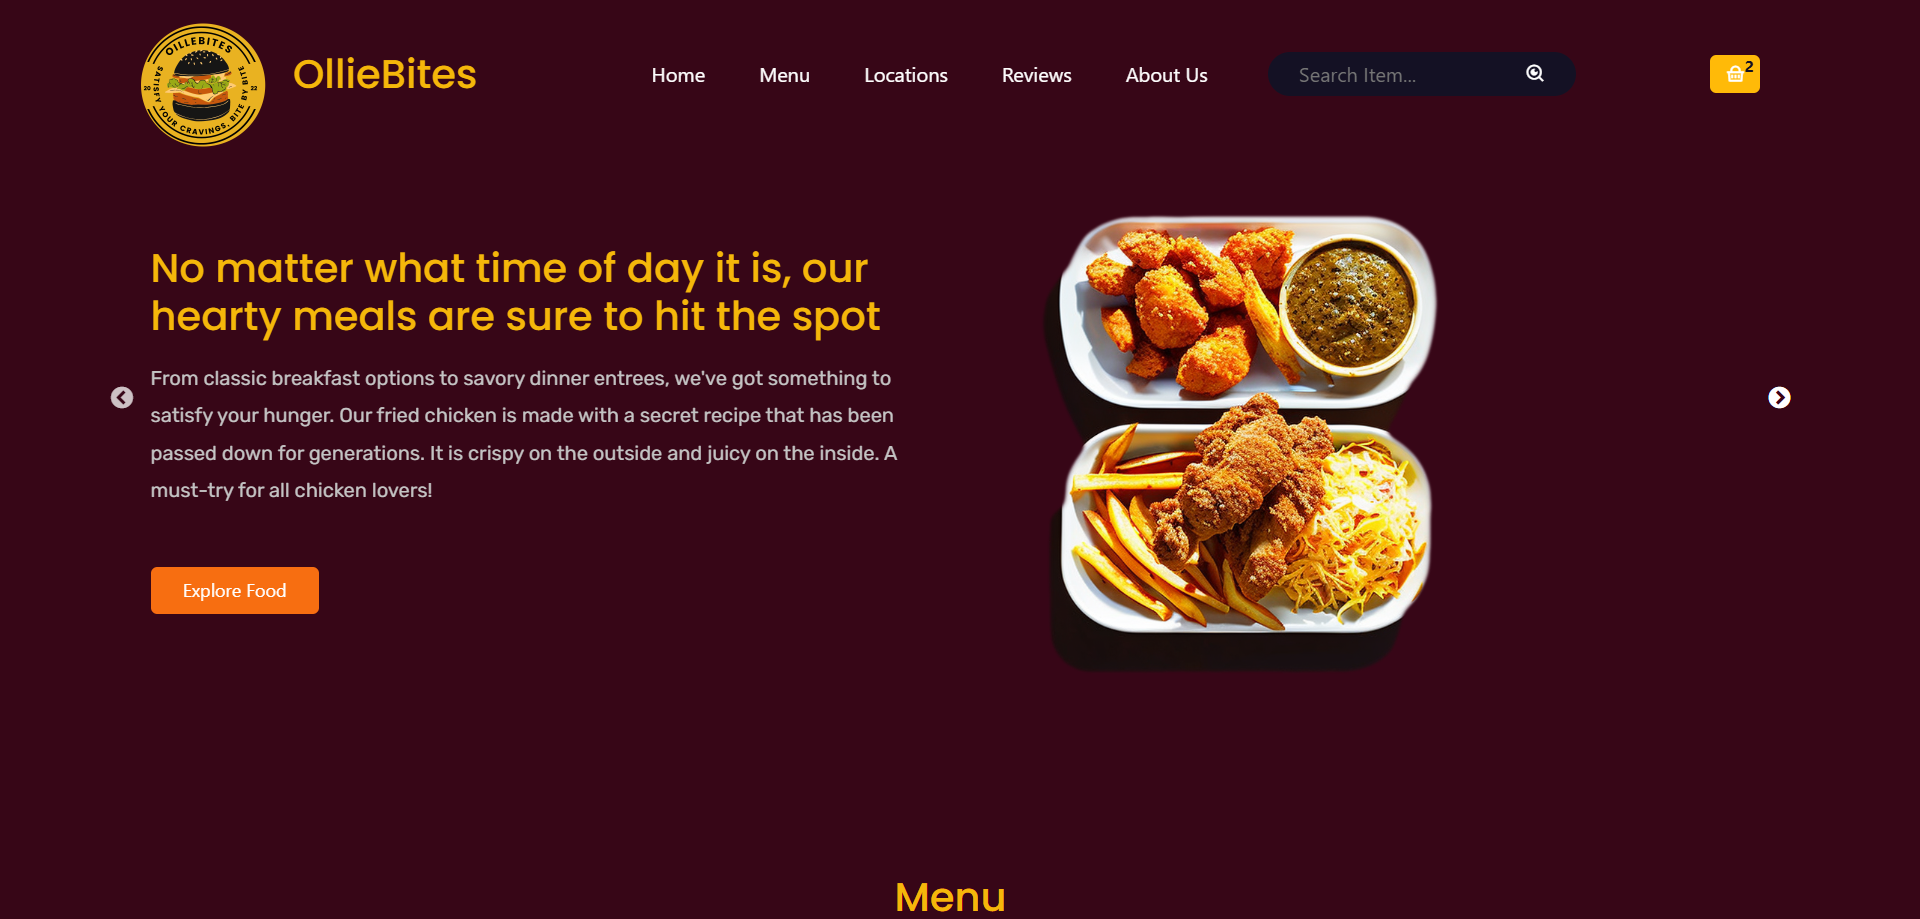 OILLEBITES
SATISFY YOUR CRAVINGS, BITE BY BITE
20 22
OllieBites
Home
Menu
Locations
Reviews
About Us
Search Item...
2
No matter what time of day it is, our
hearty meals are sure to hit the spot
From classic breakfast options to savory dinner entrees, we've got something to
satisfy your hunger. Our fried chicken is made with a secret recipe that has been
passed down for generations. It is crispy on the outside and juicy on the inside. A
must-try for all chicken lovers!
Explore Food
Menu